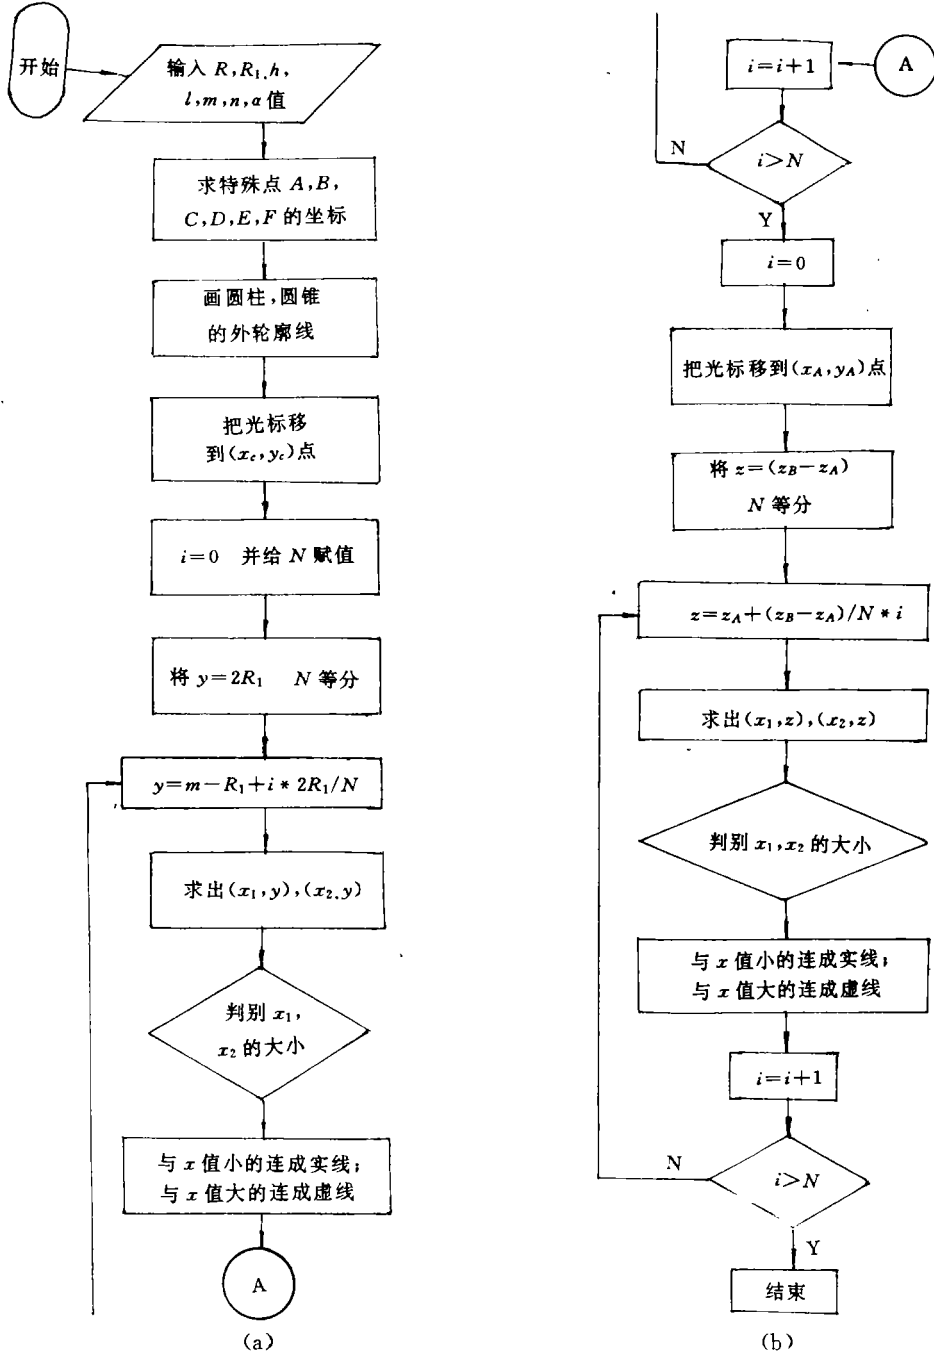 开始
输入 R,R₁,h,
l,m,n,α 值
求特殊点 A,B,
C,D,E,F 的坐标
画圆柱,圆锥
的外轮廓线
把光标移
到(x_c,y_c)点
i=0 并给 N 赋值
将 y=2R₁ N 等分
y=m-R₁+i*2R₁/N
求出(x₁,y),(x₂,y)
判别 x₁,
x₂ 的大小
与 x 值小的连成实线;
与 x 值大的连成虚线
A
(a)
A
i=i+1
i>N
N
Y
i=0
把光标移到(x_A,y_A)点
将 z=(z_B-z_A)
N 等分
z=z_A+(z_B-z_A)/N*i
求出(x₁,z),(x₂,z)
判别 x₁,x₂ 的大小
与 x 值小的连成实线;
与 x 值大的连成虚线
i=i+1
i>N
N
Y
结束
(b)